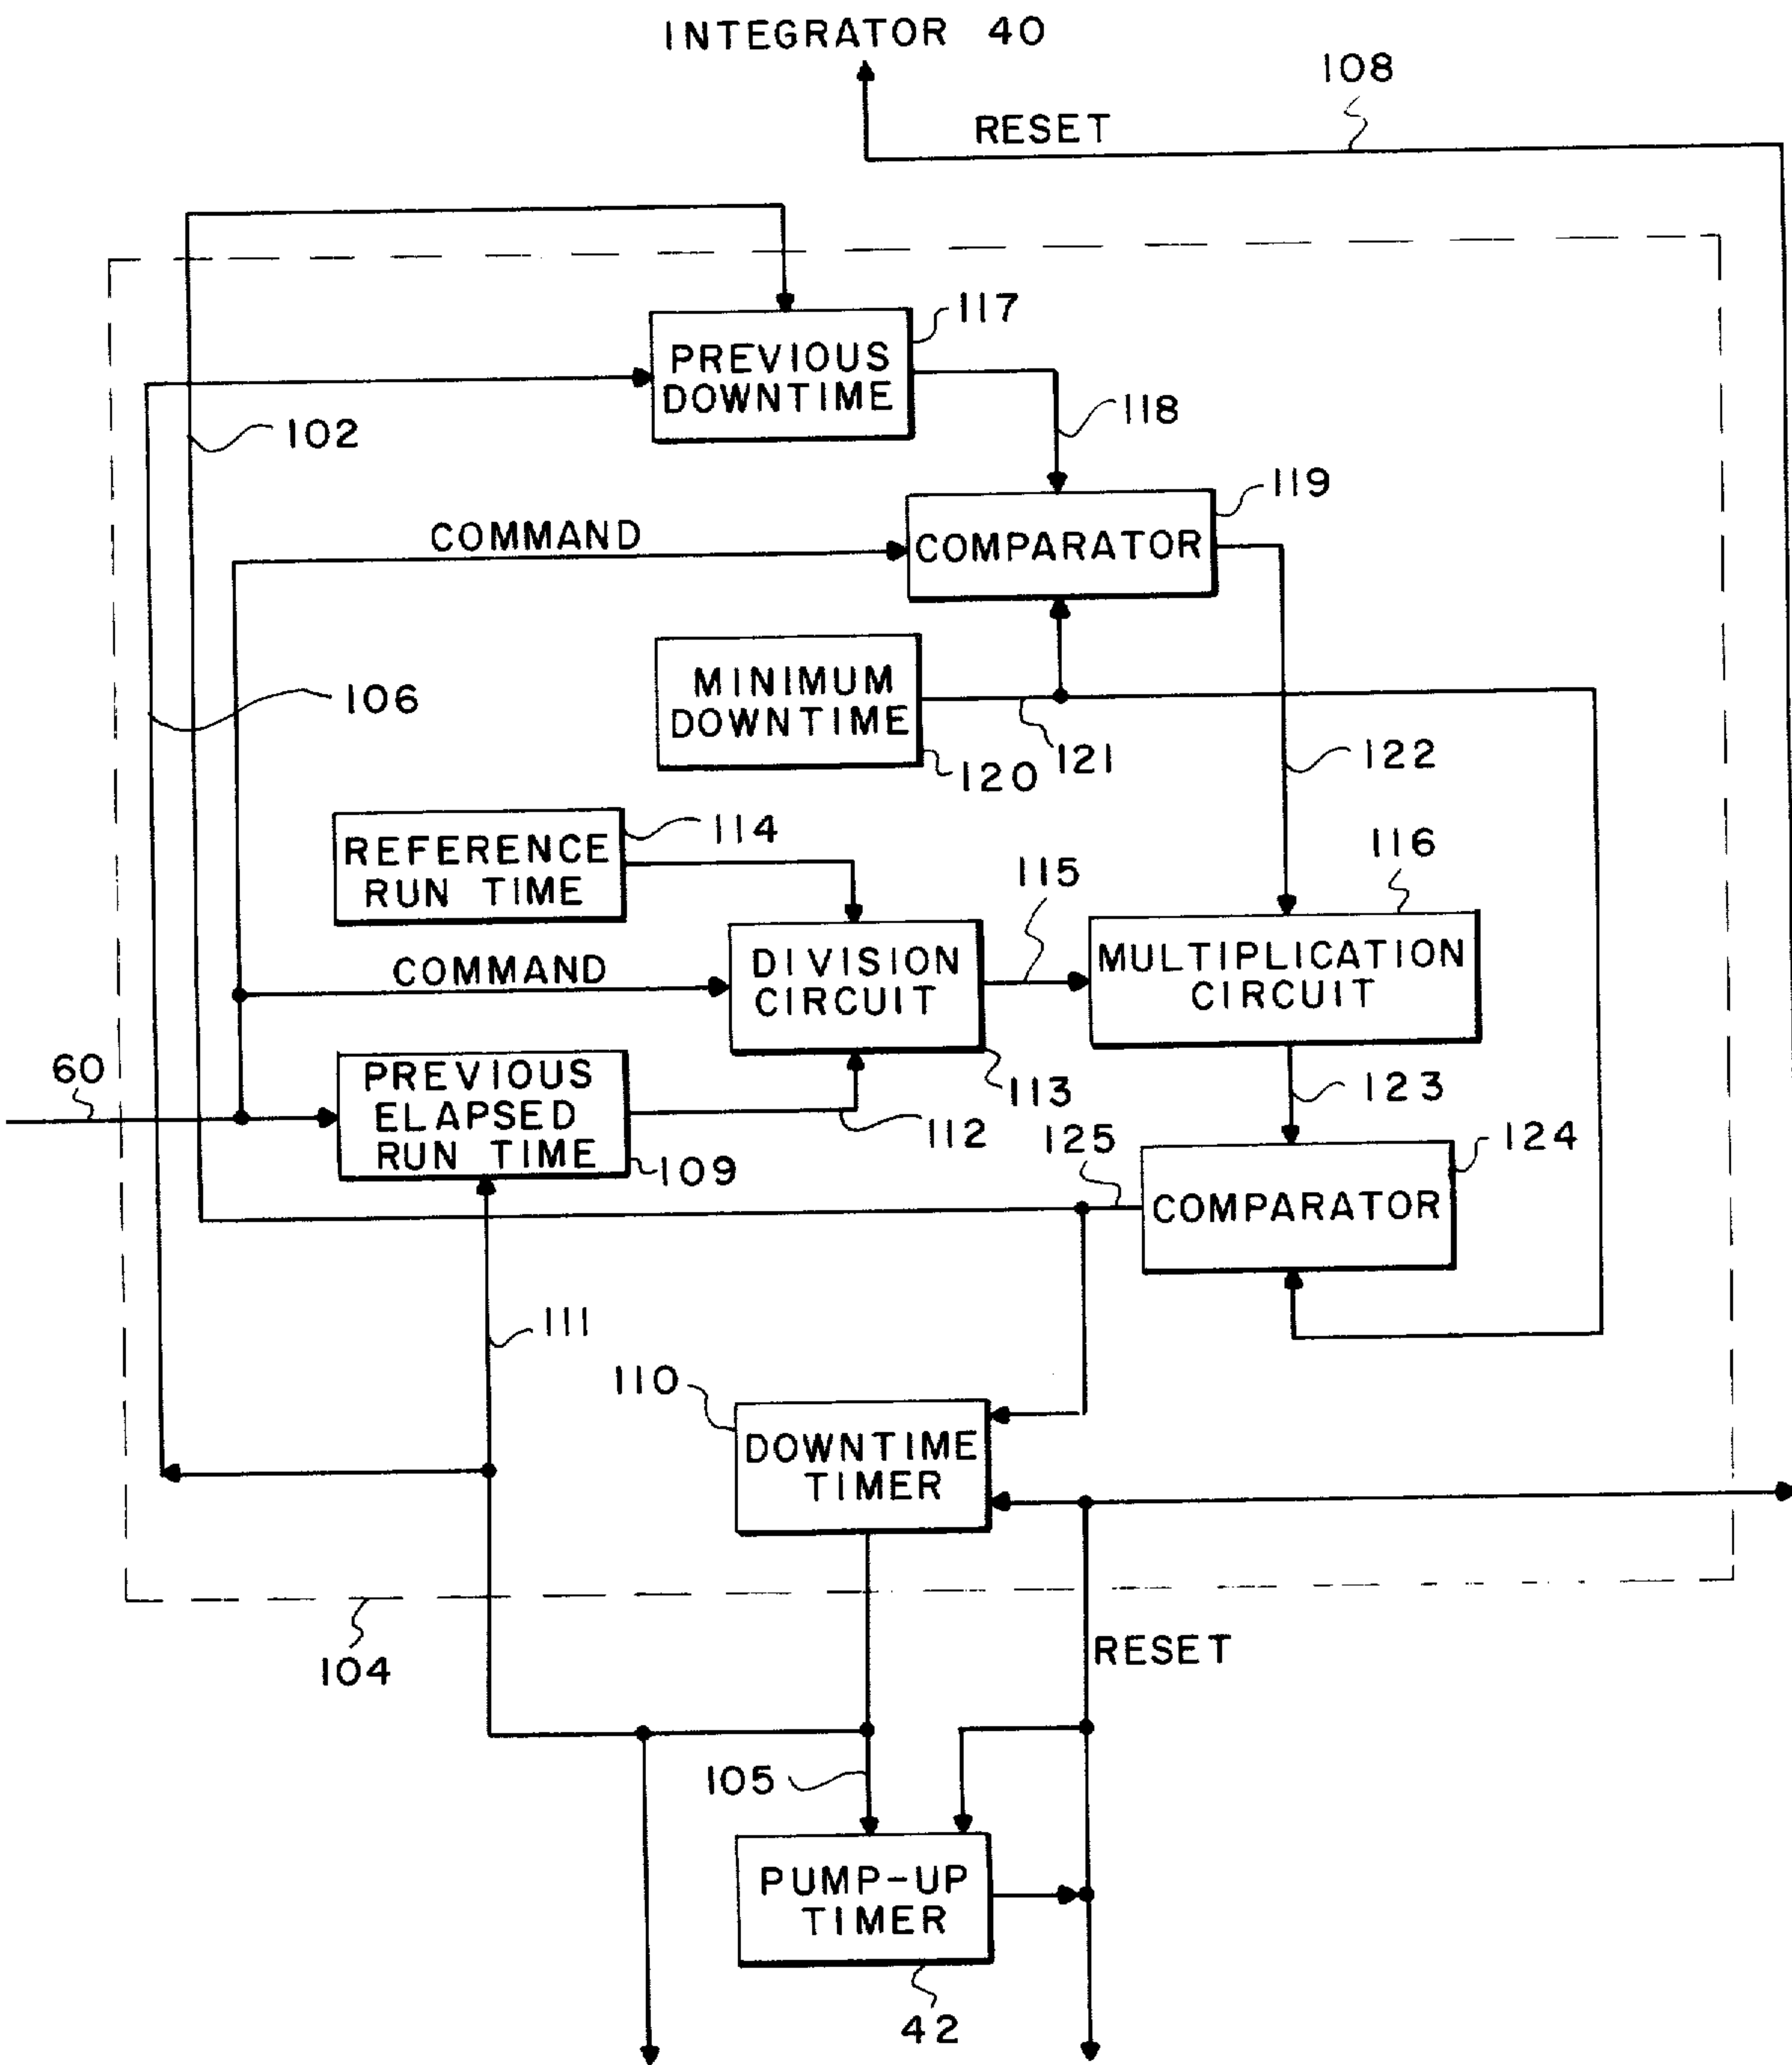 INTEGRATOR 40
108
RESET
117
PREVIOUS
DOWNTIME
118
102
119
COMMAND
COMPARATOR
MINIMUM
DOWNTIME
106
121
120
122
114
REFERENCE
RUN TIME
116
115
DIVISION
CIRCUIT
MULTIPLICATION
CIRCUIT
COMMAND
60
PREVIOUS
ELAPSED
RUN TIME
113
123
112
125
124
109
COMPARATOR
111
110
DOWNTIME
TIMER
RESET
104
105
PUMP-UP
TIMER
42